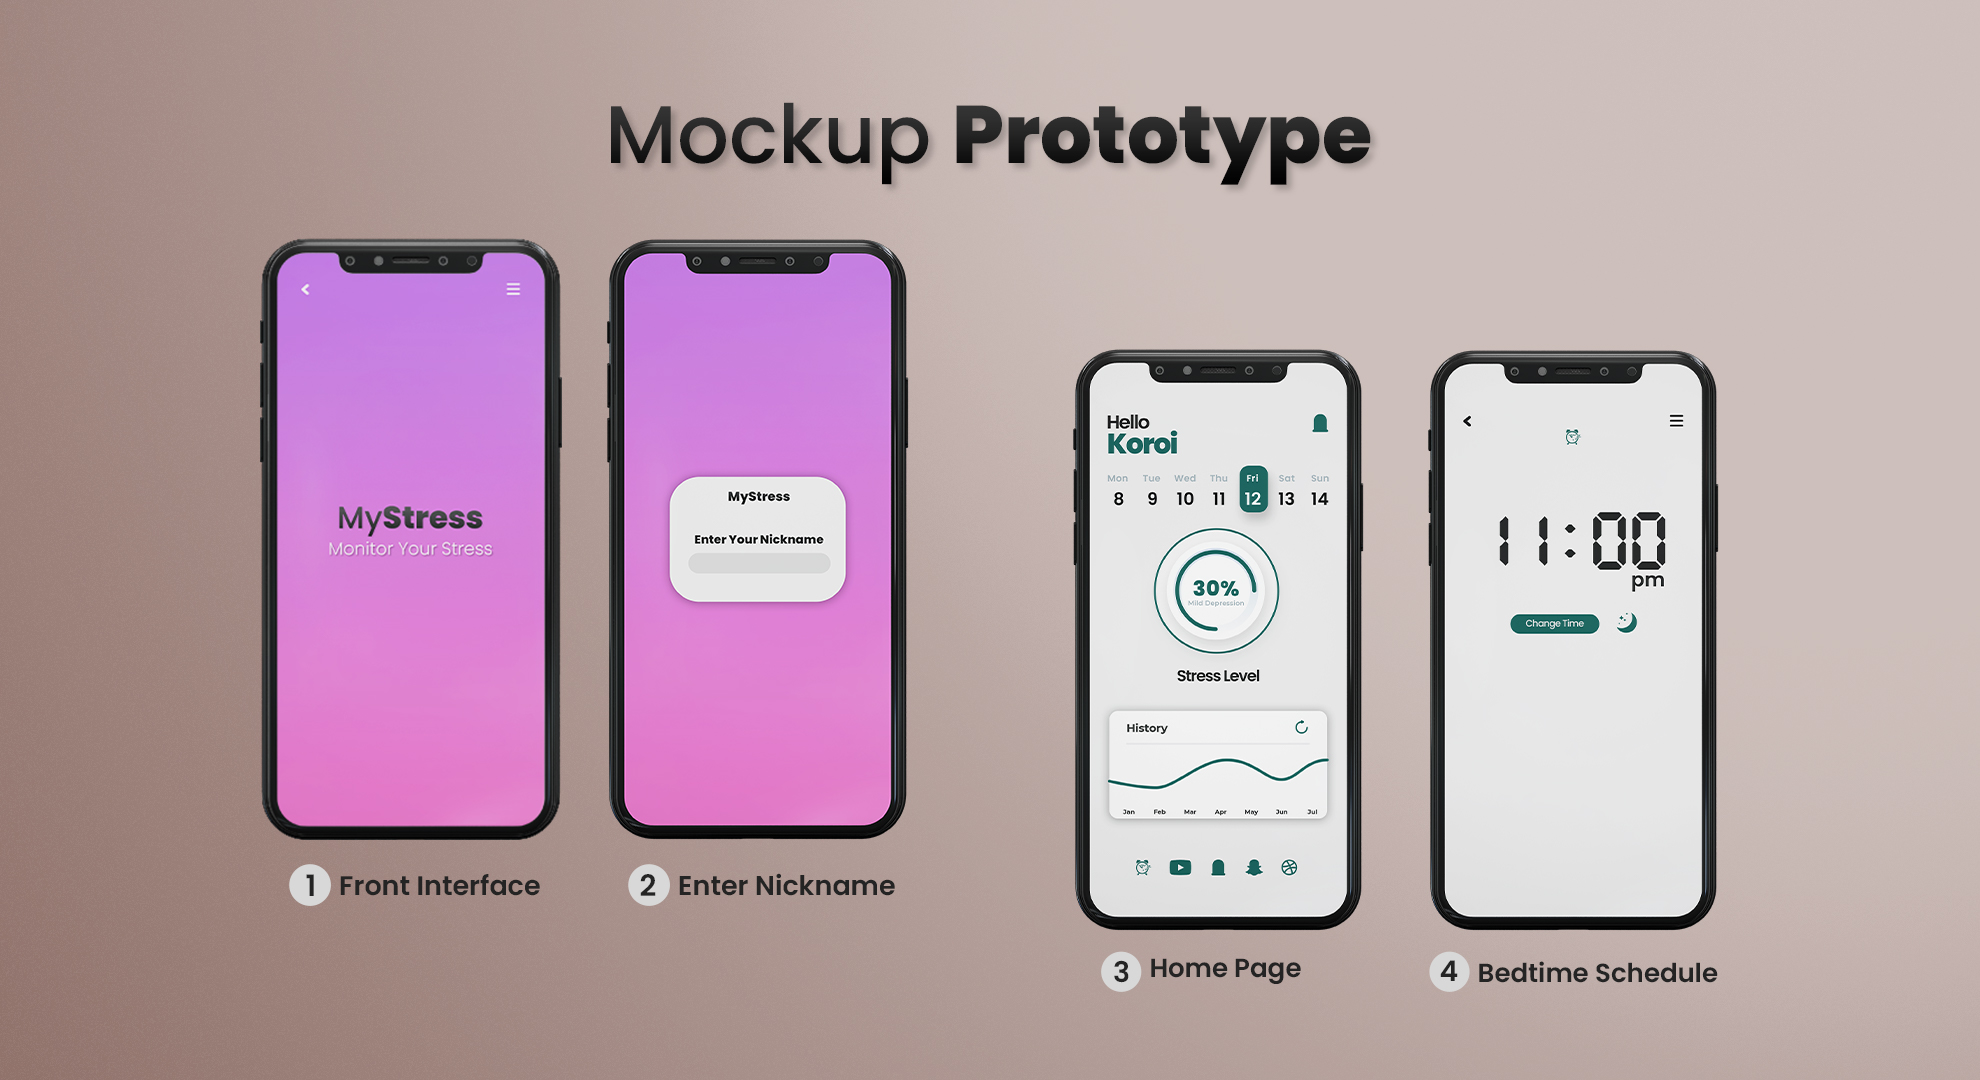 Mockup Prototype
MyStress
Monitor Your Stress
1 Front Interface
MyStress
Enter Your Nickname
2 Enter Nickname
Hello
Koroi
Mon Tue Wed Thu Fri Sat Sun
8 9 10 11 12 13 14
30%
Mild Depression
Stress Level
History
Jan Feb Mar Apr May Jun Jul
3 Home Page
11:00
pm
Change Time
4 Bedtime Schedule